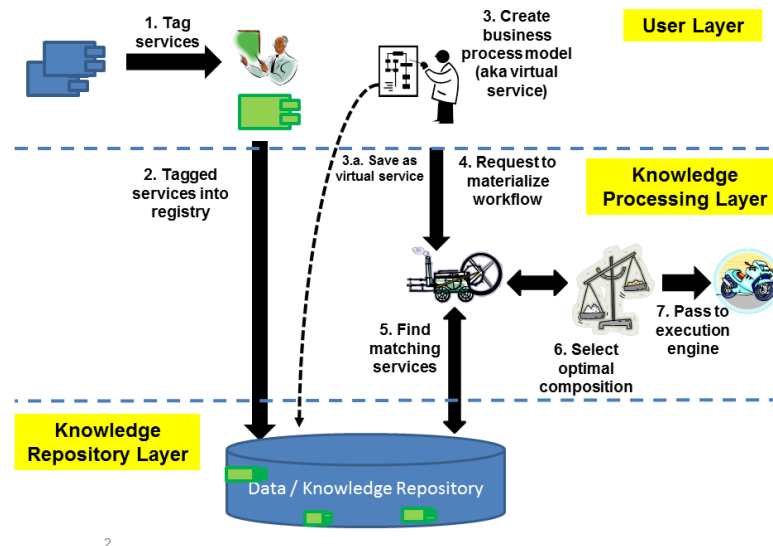 1. Tag
services
3. Create
business
process model
(aka virtual
service)
User Layer
2. Tagged
services into
registry
3.a. Save as
virtual service
4. Request to
materialize
workflow
Knowledge
Processing Layer
5. Find
matching
services
6. Select
optimal
composition
7. Pass to
execution
engine
Knowledge
Repository Layer
Data / Knowledge Repository
2